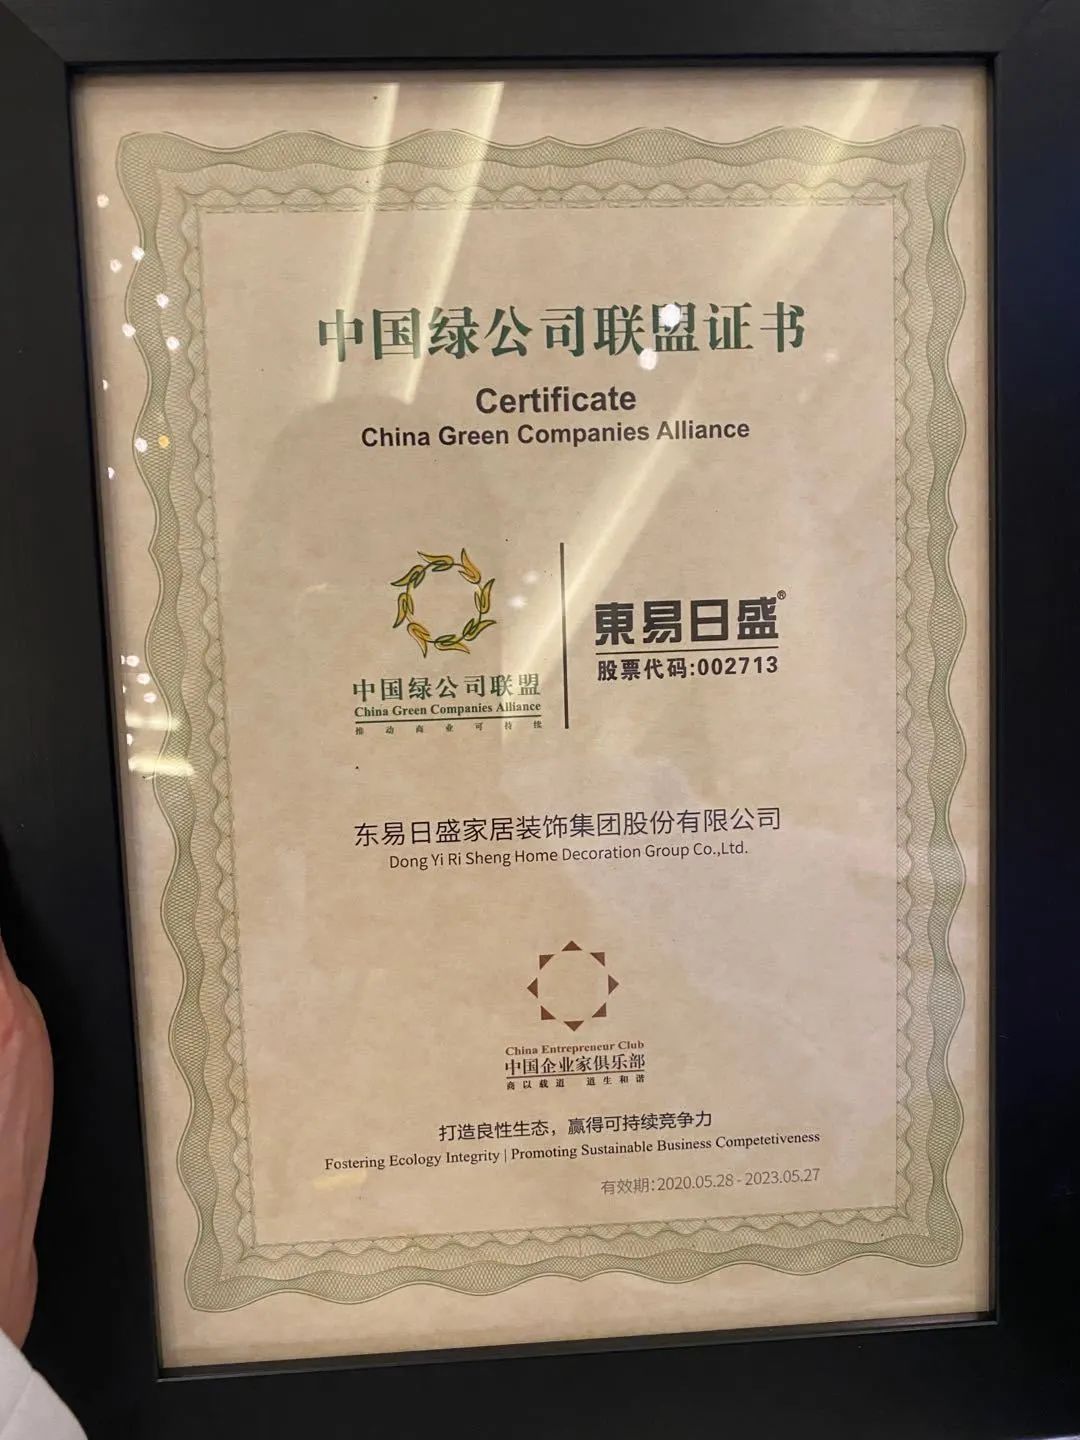 中国绿公司联盟证书
Certificate
China Green Companies Alliance
中国绿公司联盟
China Green Companies Alliance
推动商业可持续
東易日盛®
股票代码:002713
东易日盛家居装饰集团股份有限公司
Dong Yi Ri Sheng Home Decoration Group Co.,Ltd.
China Entrepreneur Club
中国企业家俱乐部
商以载道 道生和谐
打造良性生态，赢得可持续竞争力
Fostering Ecology Integrity | Promoting Sustainable Business Competetiveness
有效期:2020.05.28 - 2023.05.27